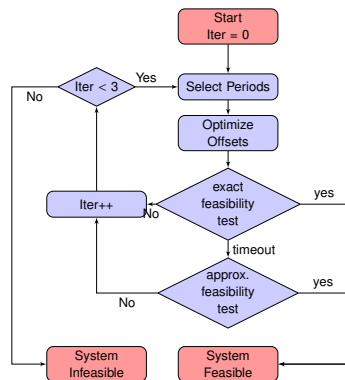 Start
Iter = 0
Iter < 3
Yes
No
Select Periods
Optimize
Offsets
exact
feasibility
test
yes
Iter++
No
timeout
approx.
feasibility
test
yes
No
System
Infeasible
System
Feasible